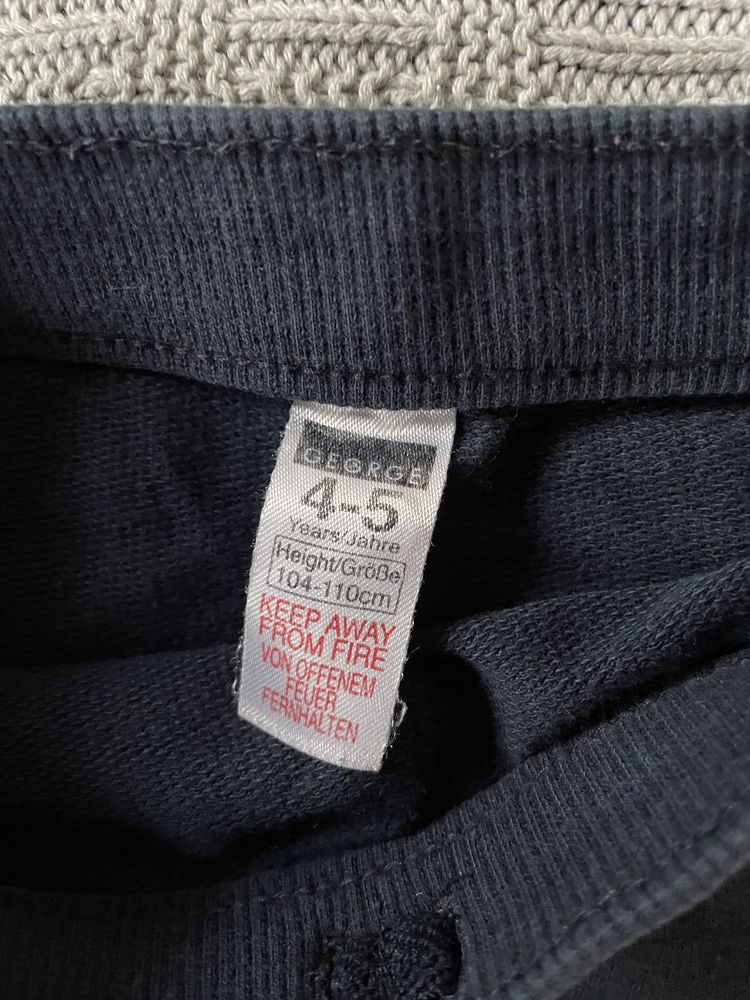 GEORGE
4-5
Years/Jahre
Height/Größe
104-110cm
KEEP AWAY
FROM FIRE
VON OFFENEM
FEUER
FERNHALTEN